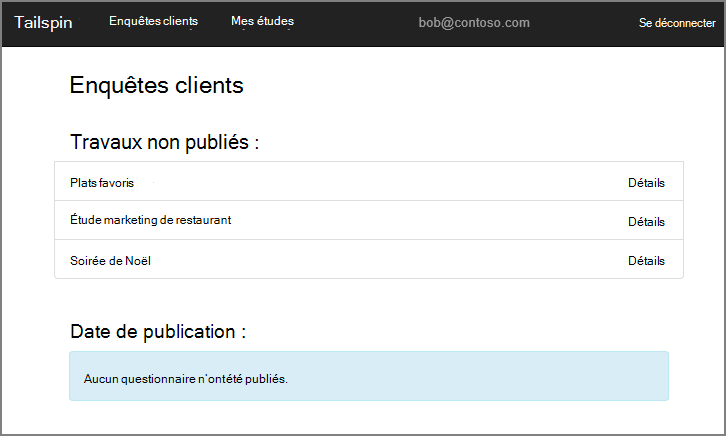 Tailspin Enquêtes clients Mes études bob@contoso.com Se déconnecter
Enquêtes clients
Travaux non publiés :
Plats favoris Détails
Étude marketing de restaurant Détails
Soirée de Noël Détails
Date de publication :
Aucun questionnaire n'ontété publiés.